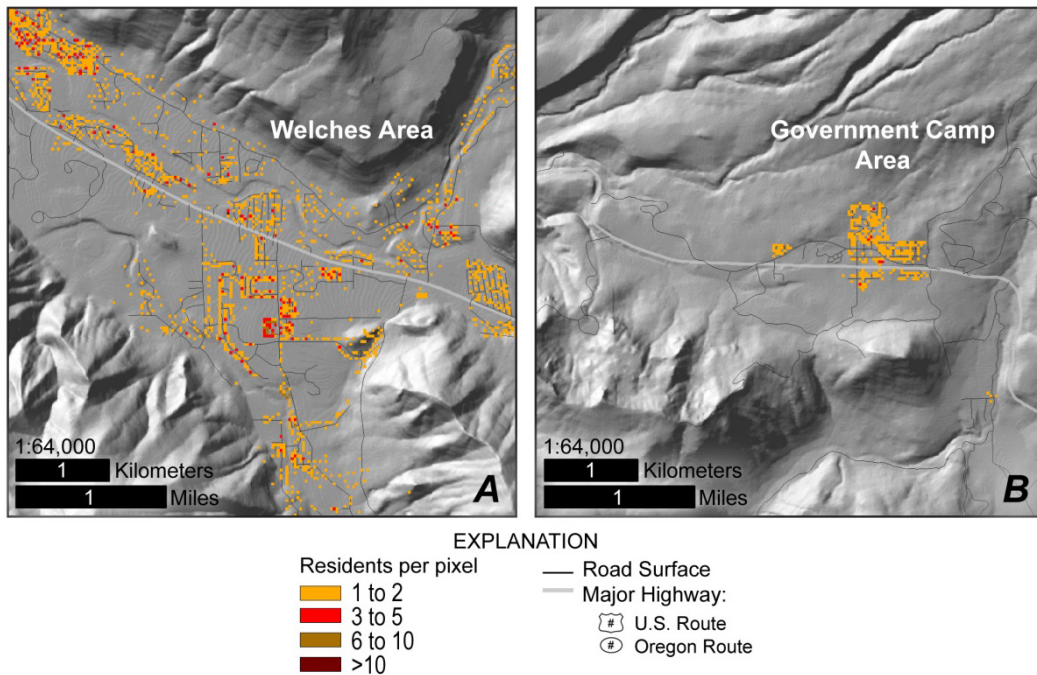 Welches Area
1:64,000
1 Kilometers
1 Miles
A
Government Camp
Area
1:64,000
1 Kilometers
1 Miles
B
EXPLANATION
Residents per pixel
1 to 2
3 to 5
6 to 10
>10
Road Surface
Major Highway:
# U.S. Route
# Oregon Route